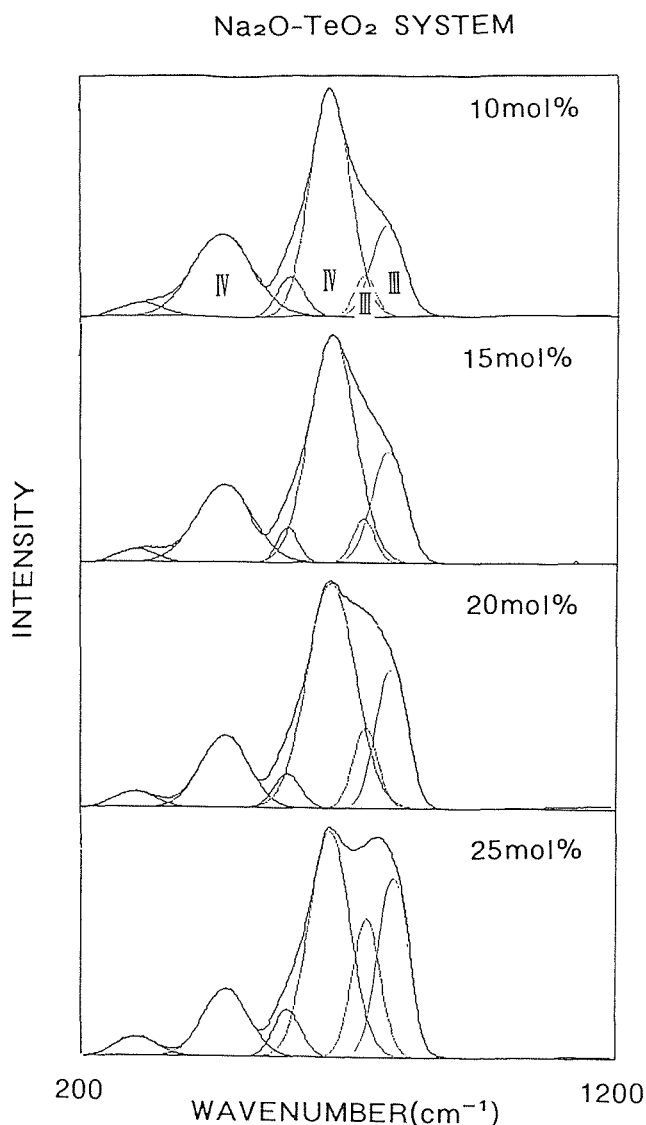 Na₂O-TeO₂ SYSTEM
10mol%
IV
IV
III
III
15mol%
INTENSITY
20mol%
25mol%
200
1200
WAVENUMBER(cm⁻¹)